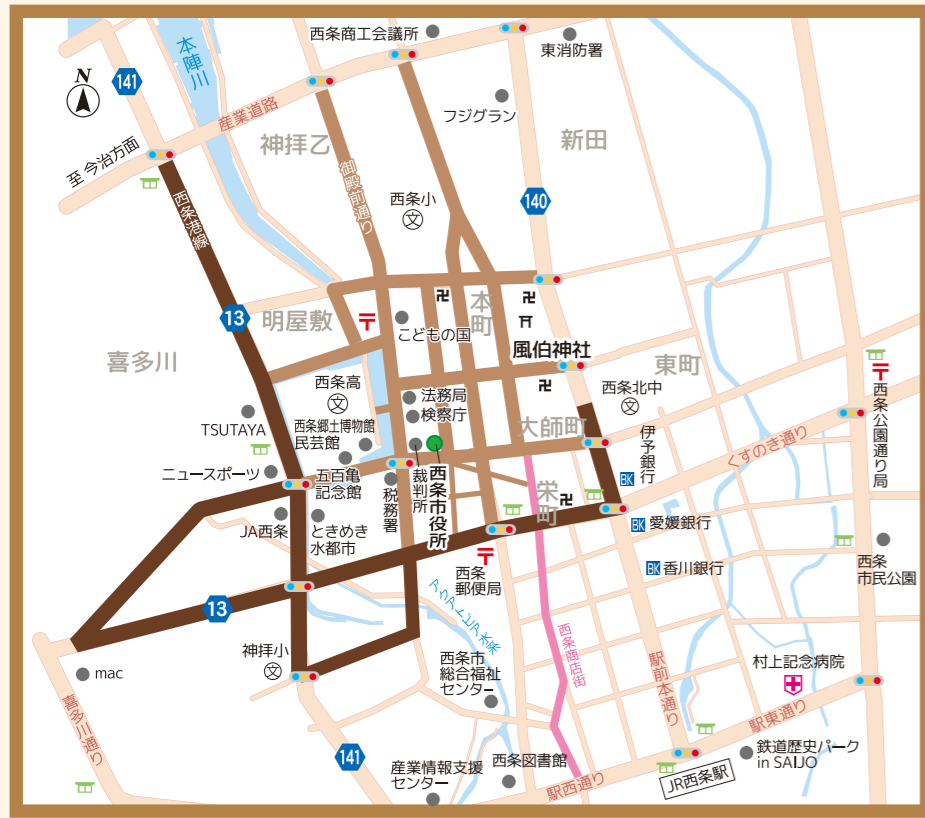 西条商工会議所
東消防署
本陣川
N
141
産業道路
フジグラン
神拝乙
新田
至 今治方面
御殿前通り
西条小
文
140
西条港線
13
明屋敷
〒
本町
こどもの国
風伯神社
東町
喜多川
西条高
文
法務局
検察庁
西条北中
文
〒
西条公園通り局
TSUTAYA
西条郷土博物館
民芸館
大師町
伊予銀行
BK
くすのき通り
ニュースポーツ
五百亀
記念館
税務署
裁判所
西条市役所
栄町
JA西条
ときめき
水都市
BK 愛媛銀行
〒
西条
郵便局
BK 香川銀行
西条
市民公園
アクアトピア水系
13
西条商店街
神拝小
文
西条市
総合福祉
センター
駅前本通り
村上記念病院
mac
喜多川通り
駅東通り
141
産業情報支援
センター
西条図書館
駅西通り
JR西条駅
鉄道歴史パーク
in SAIJO